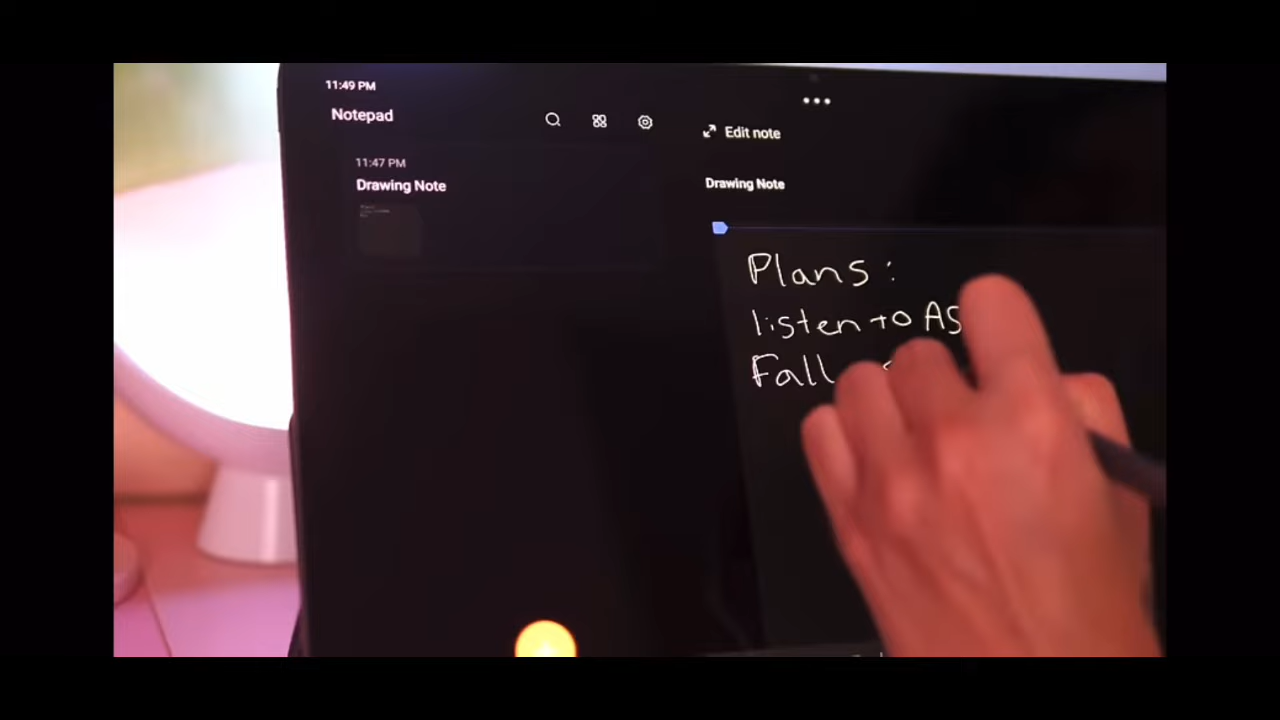 11:49 PM
Notepad
11:47 PM
Drawing Note
Edit note
Drawing Note
Plans:
listen to AS
Fall